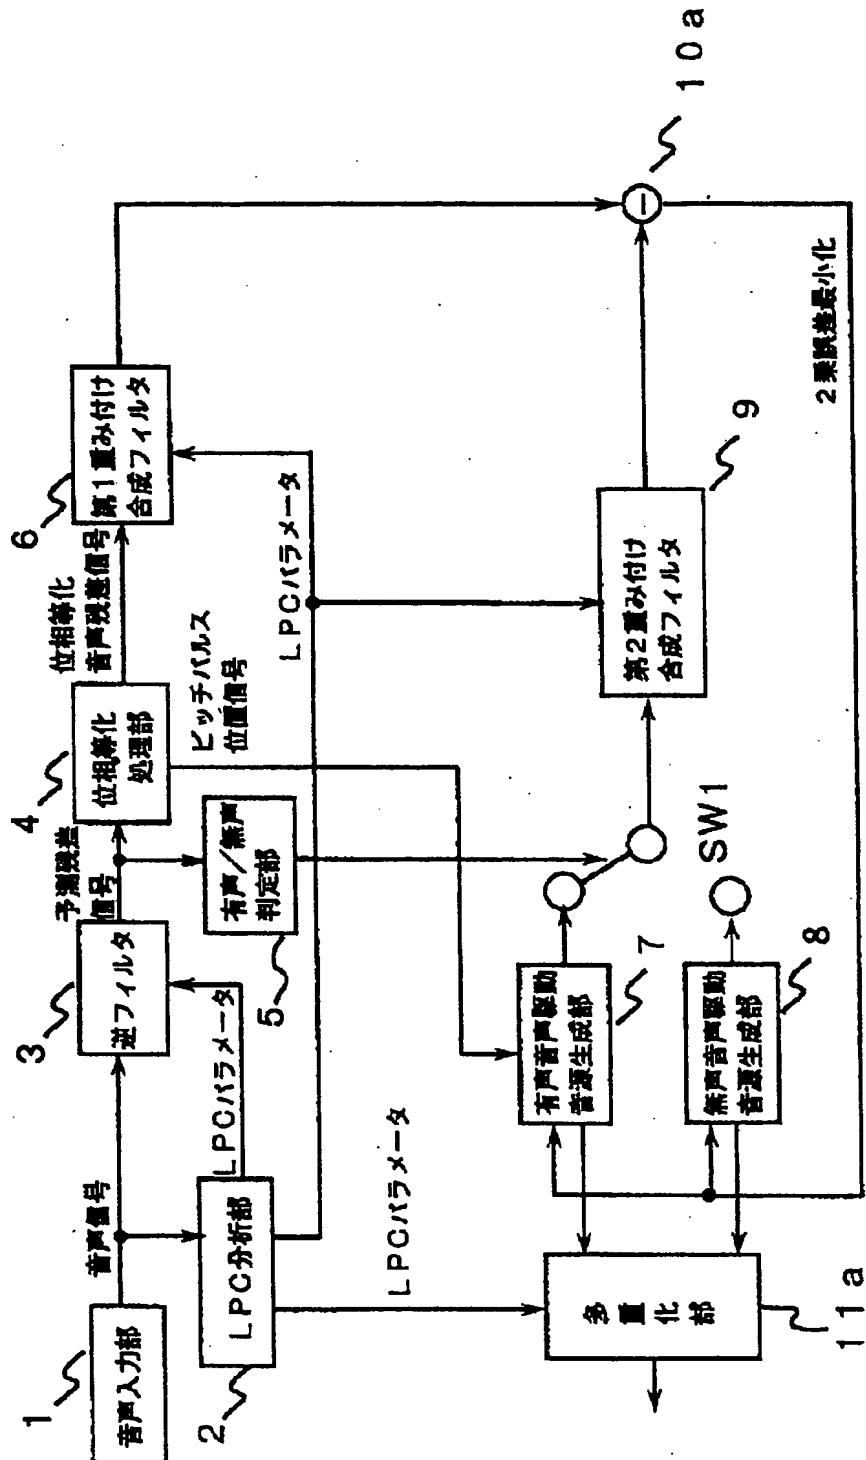 1
音声入力部
音声信号
2
LPC分析部
LPCパラメータ
3
逆フィルタ
予測残差
信号
4
位相等化
処理部
5
有声／無声
判定部
ピッチパルス
位置信号
位相等化
音声残差信号
6
第1重み付け
合成フィルタ
LPCパラメータ
LPCパラメータ
7
有声音声駆動
音源生成部
8
無声音声駆動
音源生成部
SW1
9
第2重み付け
合成フィルタ
10a
2乗誤差最小化
11a
多重化部